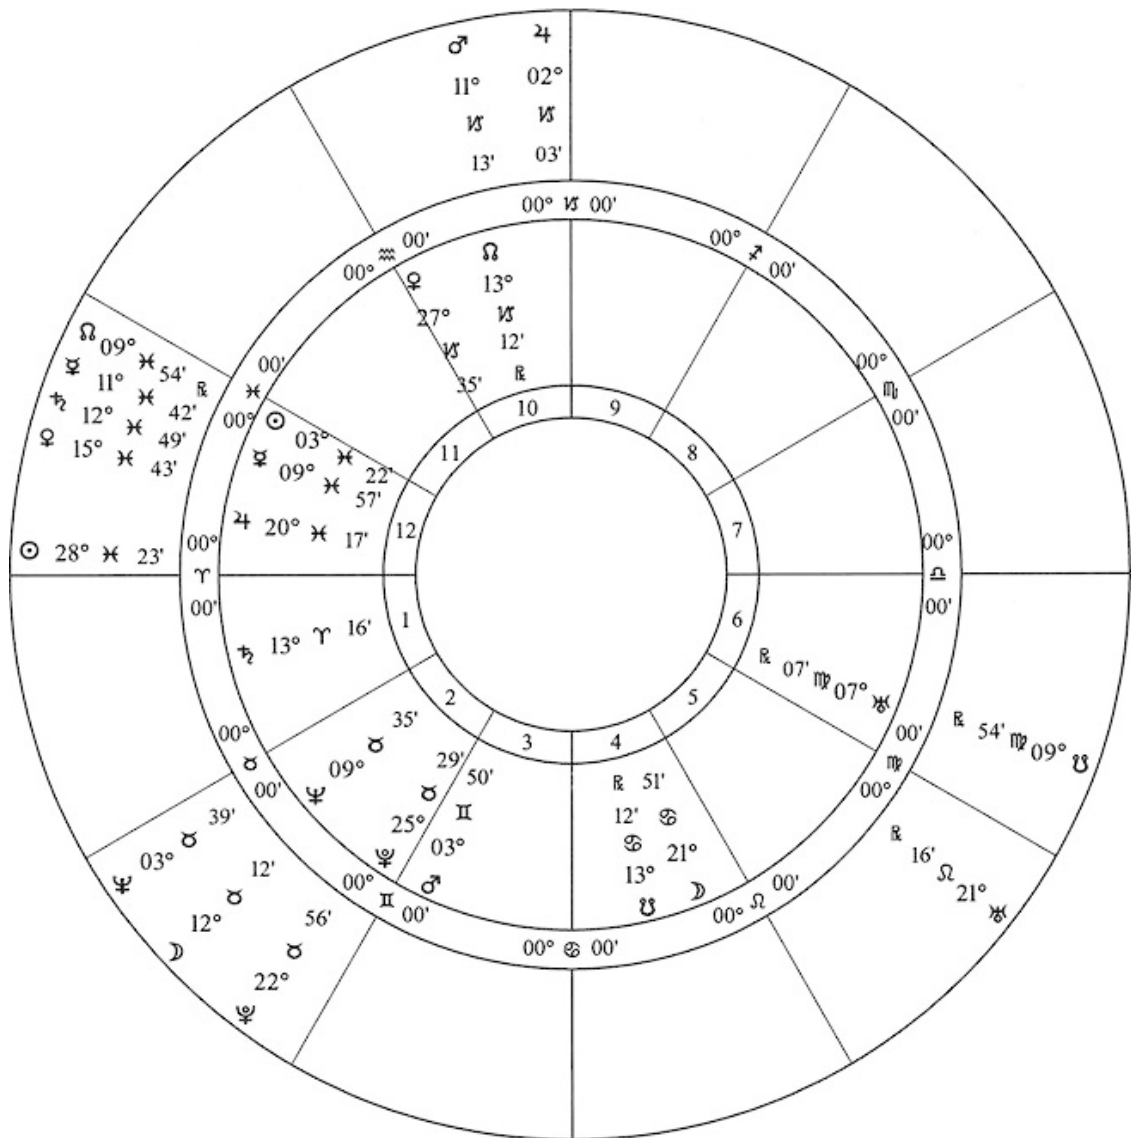 ♂ ♃
11° 02°
♑ ♑
13' 03'
00° ♑ 00'
00° ♒ 00'
00° ♐ 00'
☊
♀ 13°
27° ♑
♑ 12'
35' ℞
☊ 09° ♓ 54' ℞
☿ 11° ♓ 42'
♄ 12° ♓ 49'
♀ 15° ♓ 43'
☉ 28° ♓ 23'
00° ♓ 00'
00° ♏ 00'
☉ 03° ♓ 22'
☿ 09° ♓ 57'
♃ 20° ♓ 17'
10 9
11 8
12 7
1 6
2 5
3 4
00° ♈ 00'
00° ♎ 00'
♄ 13° ♈ 16'
℞ 07' ♍ 07° ♅
℞ 54' ♍ 09° ☋
♆ 09° ♉ 35'
♇ 25° ♉ 29'
♂ 03° ♊ 50'
℞ 12' ♋ 13° ☋
51' ♋ 21° ☽
00° ♉ 00'
00' ♍ 00°
♆ 03° ♉ 39'
☽ 12° ♉ 12'
♇ 22° ♉ 56'
℞ 16' ♌ 21° ♅
00° ♊ 00'
00° ♌ 00'
00° ♋ 00'